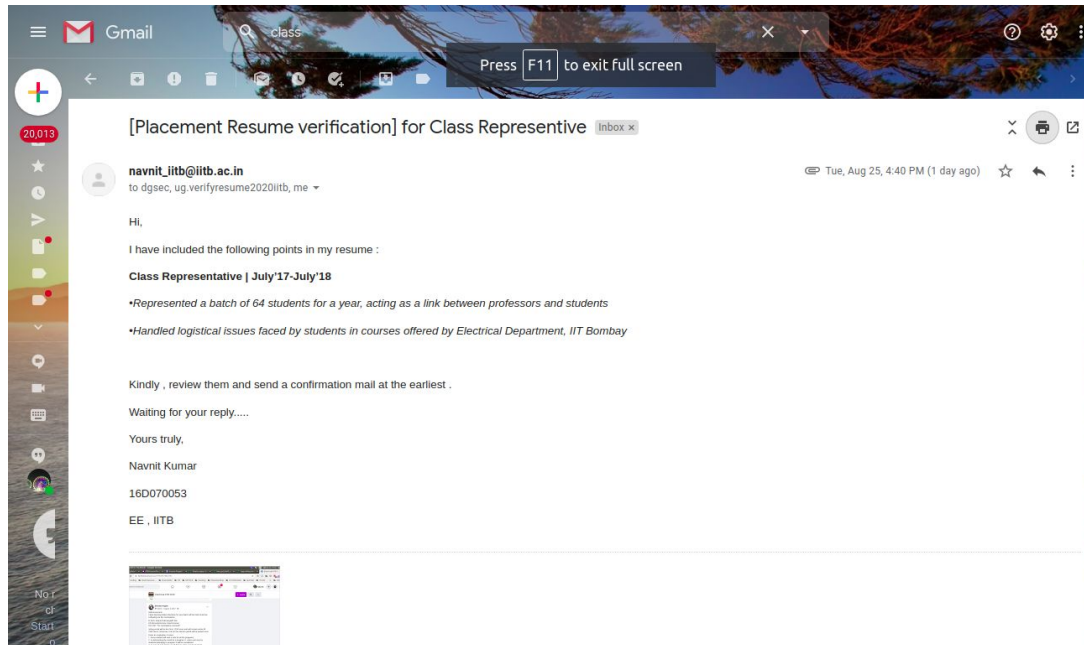 Gmail
class
Press F11 to exit full screen
20,013
[Placement Resume verification] for Class Representive Inbox ×
navnit_iitb@iitb.ac.in
Tue, Aug 25, 4:40 PM (1 day ago)
to dgsec, ug.verifyresume2020iitb, me
Hi,
I have included the following points in my resume :
Class Representative | July'17-July'18
•Represented a batch of 64 students for a year, acting as a link between professors and students
•Handled logistical issues faced by students in courses offered by Electrical Department, IIT Bombay
Kindly , review them and send a confirmation mail at the earliest .
Waiting for your reply.....
Yours truly,
Navnit Kumar
16D070053
EE , IITB
Start